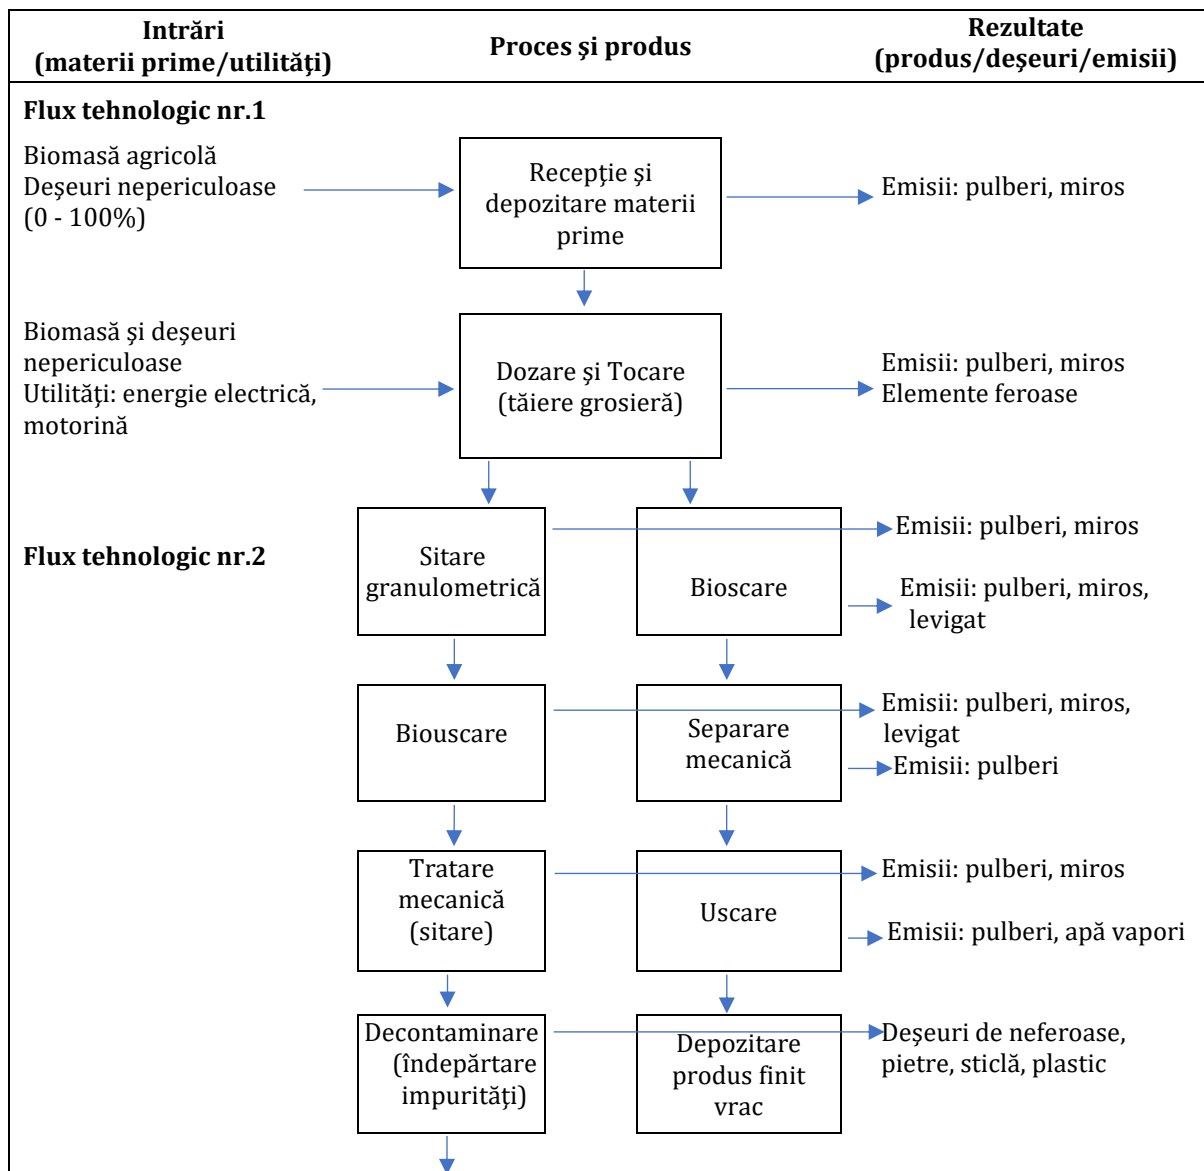 Intrări
(materii prime/utilităţi)
Proces şi produs
Rezultate
(produs/deşeuri/emisii)
Flux tehnologic nr.1
Biomasă agricolă
Deşeuri nepericuloase
(0 - 100%)
Recepţie şi
depozitare materii
prime
Emisii: pulberi, miros
Biomasă şi deşeuri
nepericuloase
Utilităţi: energie electrică,
motorină
Dozare şi Tocare
(tăiere grosieră)
Emisii: pulberi, miros
Elemente feroase
Flux tehnologic nr.2
Sitare
granulometrică
Bioscare
Emisii: pulberi, miros
Emisii: pulberi, miros,
levigat
Biouscare
Separare
mecanică
Emisii: pulberi, miros,
levigat
Emisii: pulberi
Tratare
mecanică
(sitare)
Uscare
Emisii: pulberi, miros
Emisii: pulberi, apă vapori
Decontaminare
(îndepărtare
impurităţi)
Depozitare
produs finit
vrac
Deşeuri de neferoase,
pietre, sticlă, plastic